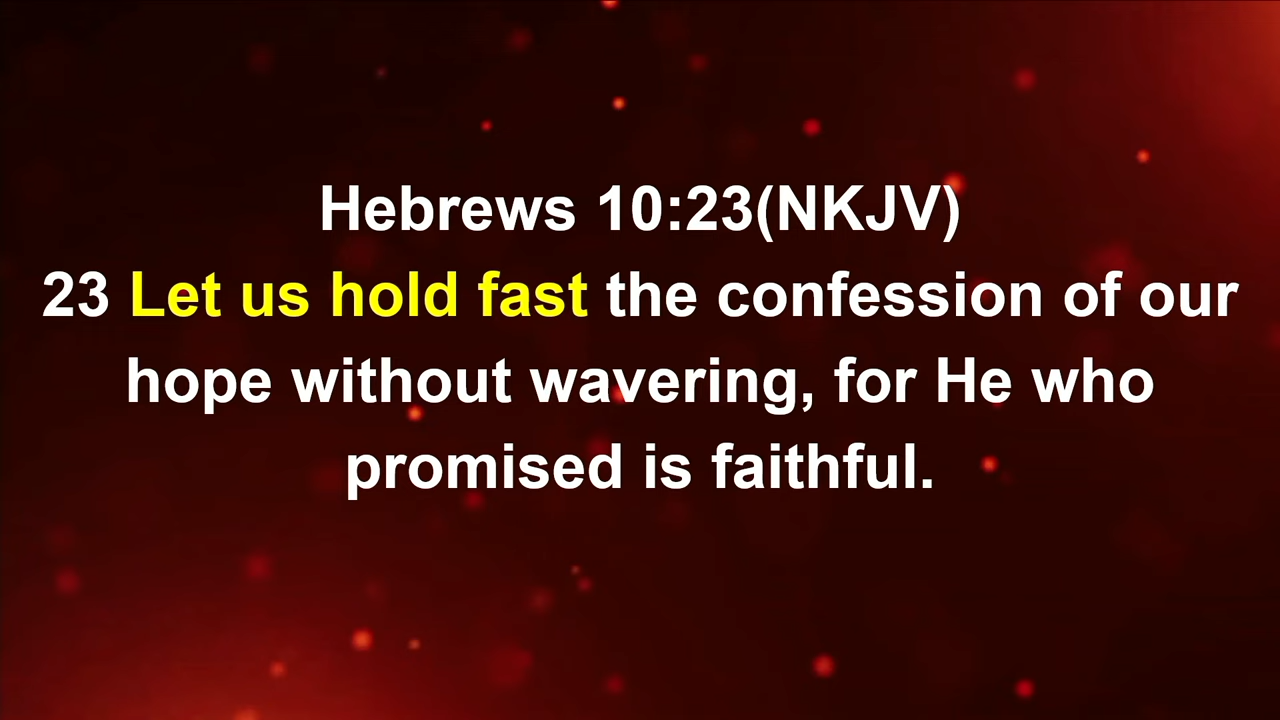 Hebrews 10:23(NKJV)
23 Let us hold fast the confession of our
hope without wavering, for He who
promised is faithful.